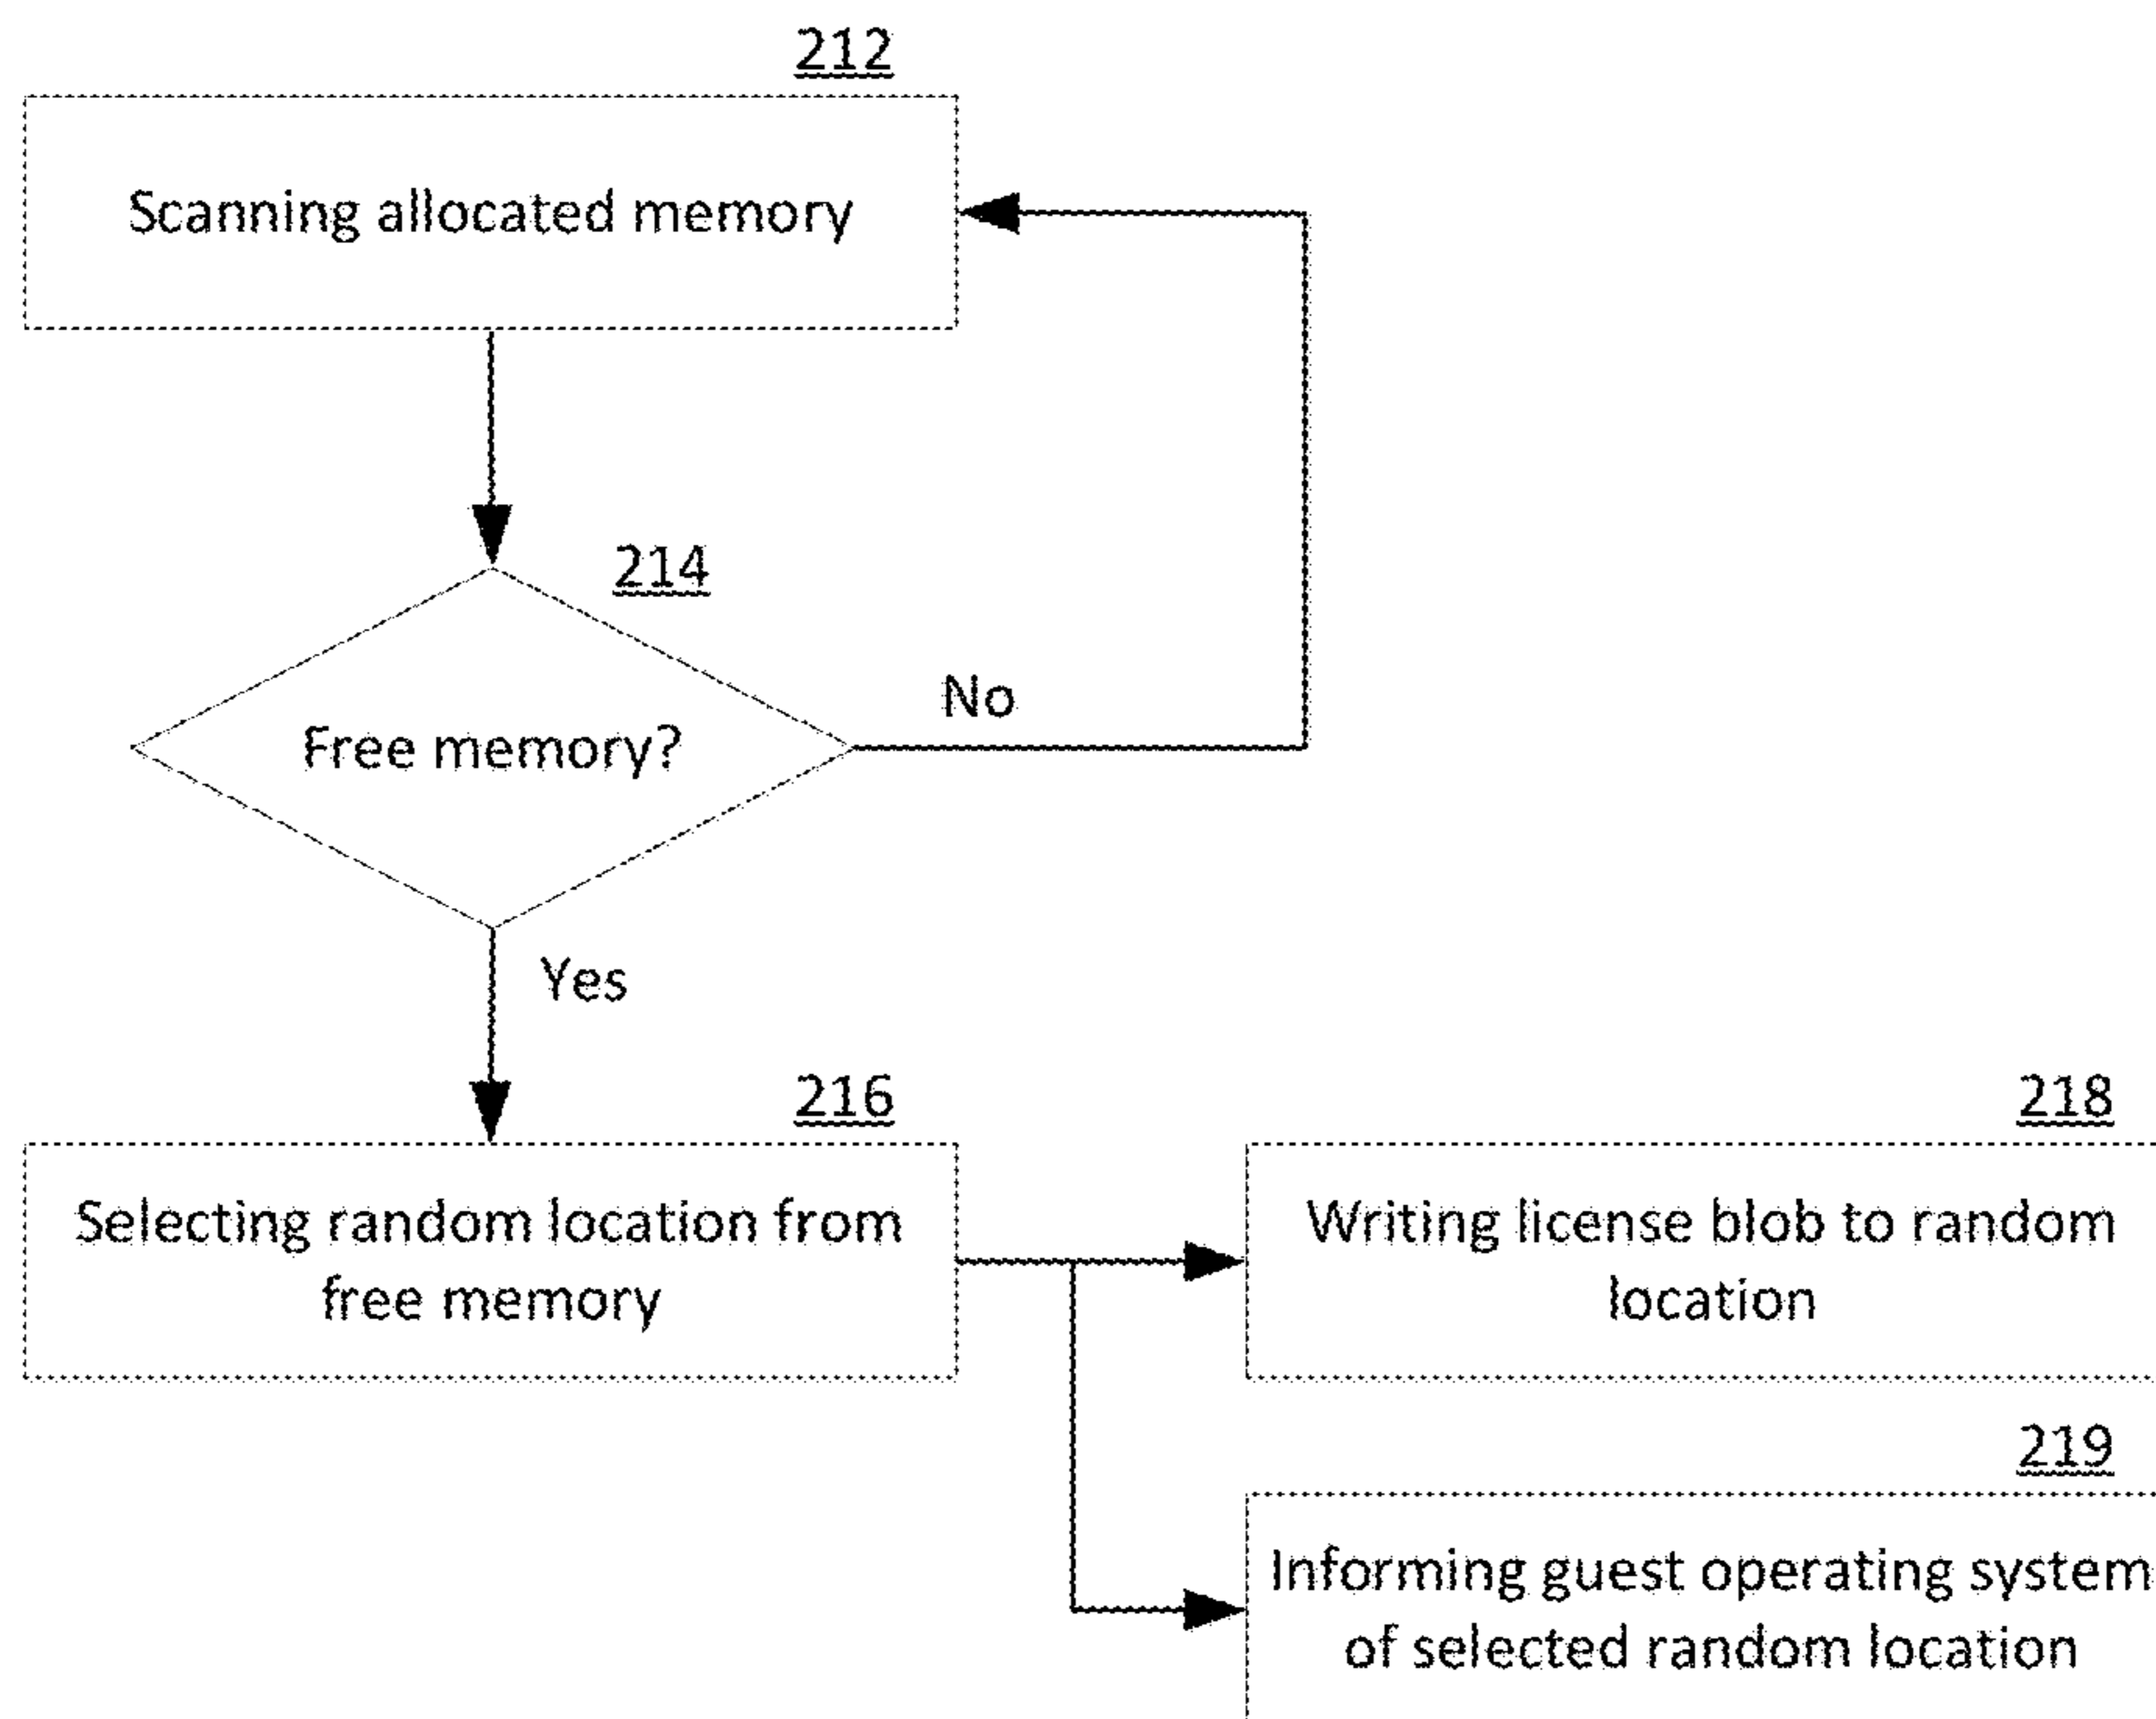 212
Scanning allocated memory
214
No
Free memory?
Yes
216
Selecting random location from
free memory
218
Writing license blob to random
location
219
Informing guest operating system
of selected random location